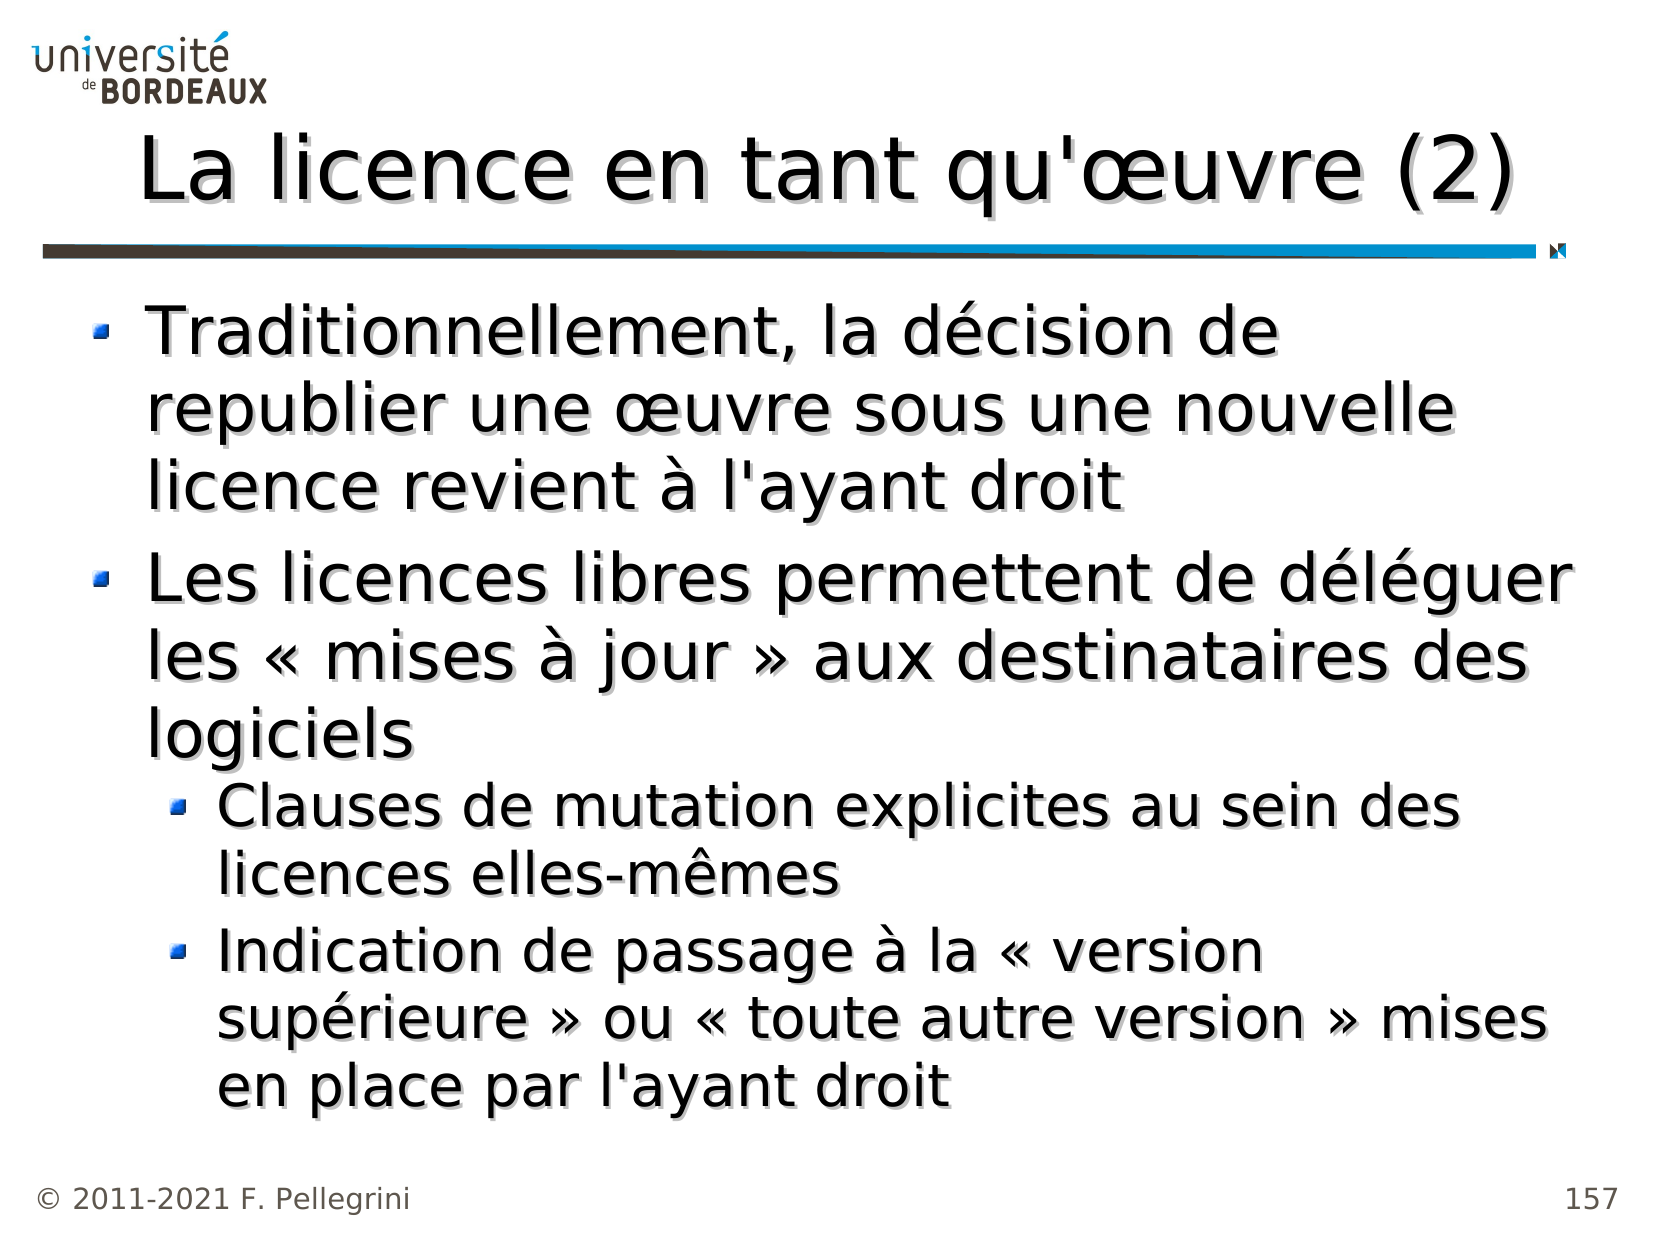 université
de BORDEAUX
La licence en tant qu'œuvre (2)
Traditionnellement, la décision de
republier une œuvre sous une nouvelle
licence revient à l'ayant droit
Les licences libres permettent de déléguer
les « mises à jour » aux destinataires des
logiciels
Clauses de mutation explicites au sein des
licences elles-mêmes
Indication de passage à la « version
supérieure » ou « toute autre version » mises
en place par l'ayant droit
© 2011-2021 F. Pellegrini
157